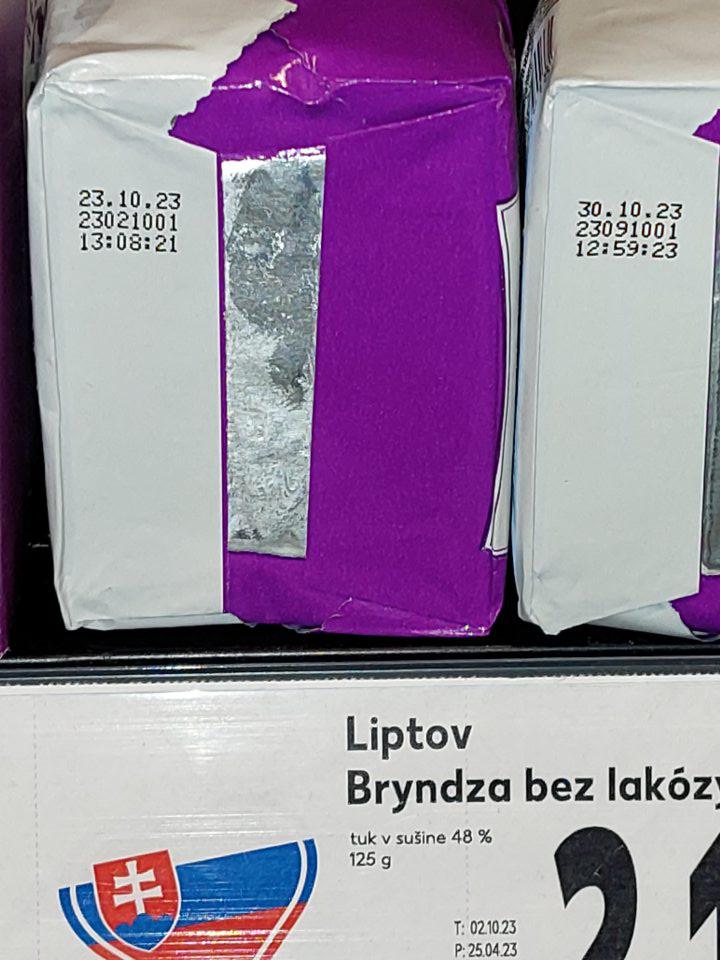 23.10.23
23021001
13:08:21
30.10.23
23091001
12:59:23
Liptov
Bryndza bez lakózy
tuk v sušine 48 %
125 g
T: 02.10.23
P: 25.04.23